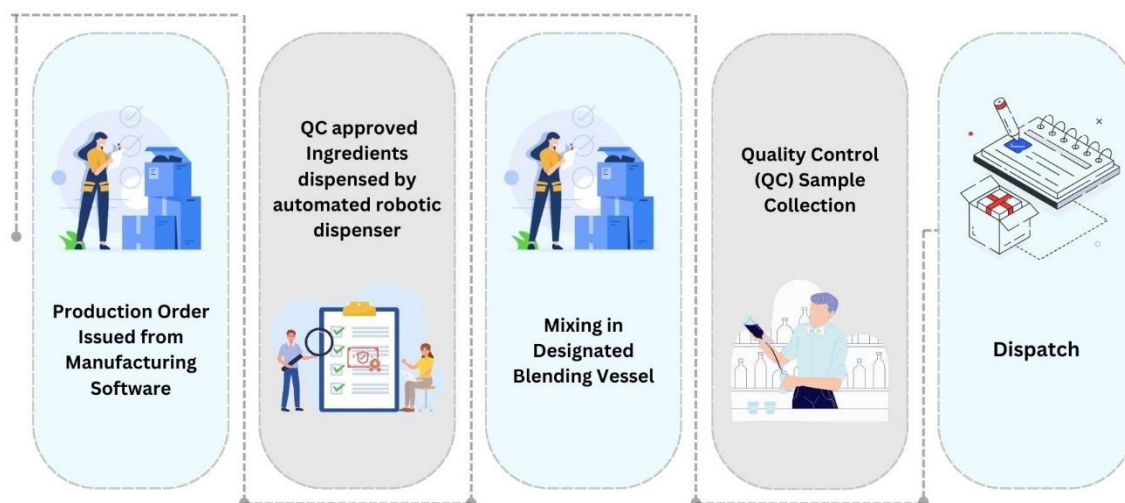 Production Order
Issued from
Manufacturing
Software
QC approved
Ingredients
dispensed by
automated robotic
dispenser
Mixing in
Designated
Blending Vessel
Quality Control
(QC) Sample
Collection
Dispatch